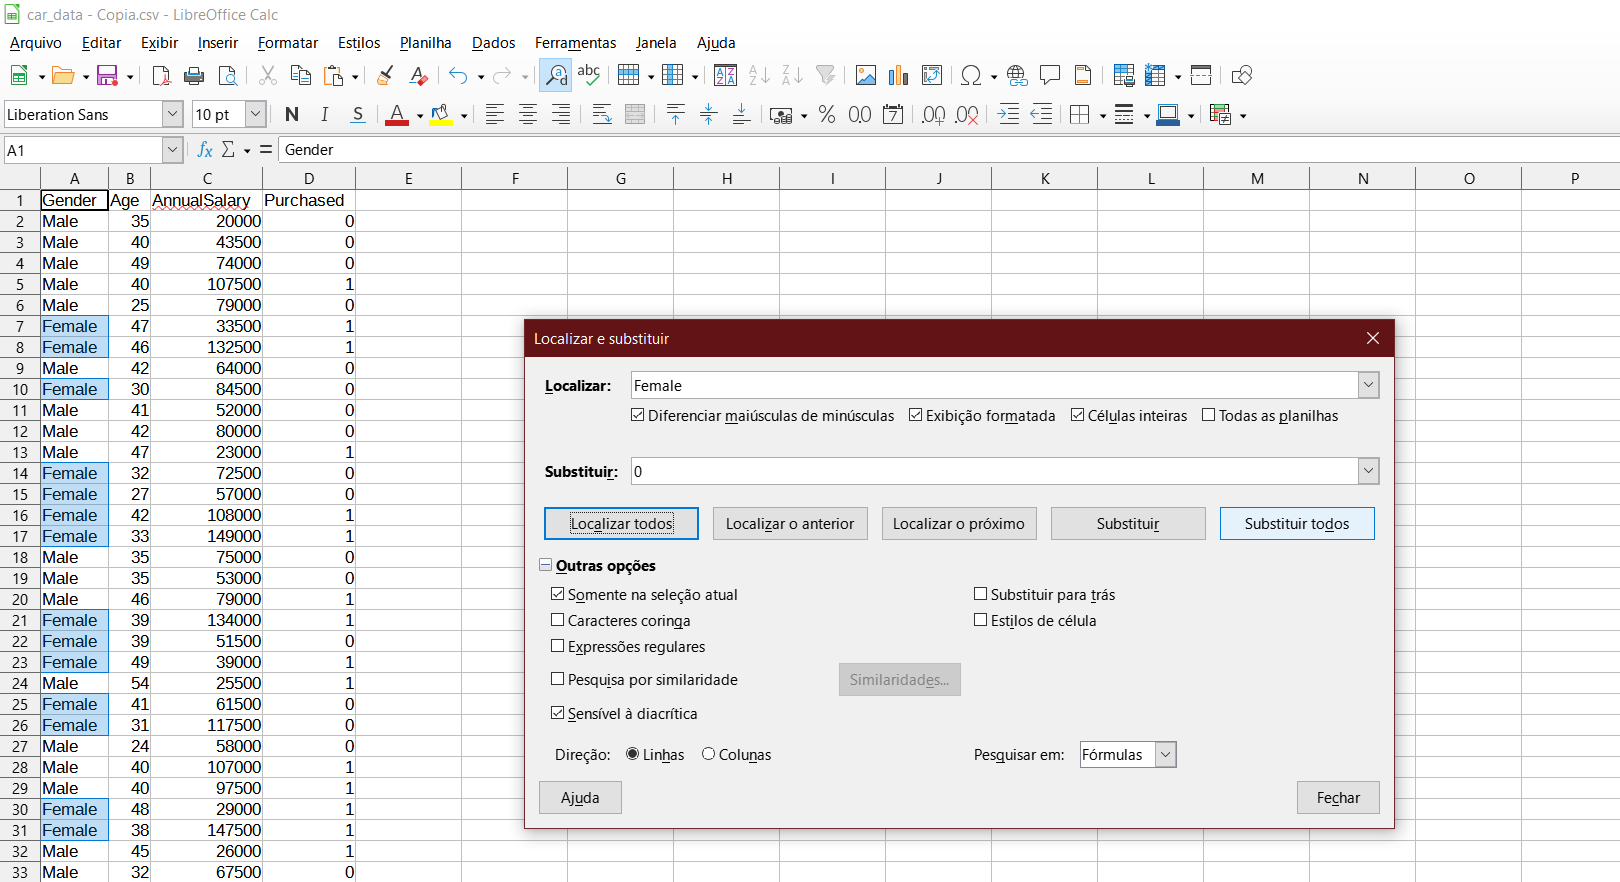 car_data - Copia.csv - LibreOffice Calc
Arquivo Editar Exibir Inserir Formatar Estilos Planilha Dados Ferramentas Janela Ajuda
Liberation Sans 10 pt N I S A
A1 fx Σ = Gender
A B C D E F G H I J K L M N O P
1 Gender Age AnnualSalary Purchased
2 Male 35 20000 0
3 Male 40 43500 0
4 Male 49 74000 0
5 Male 40 107500 1
6 Male 25 79000 0
7 Female 47 33500 1
8 Female 46 132500 1
9 Male 42 64000 0
10 Female 30 84500 0
11 Male 41 52000 0
12 Male 42 80000 0
13 Male 47 23000 1
14 Female 32 72500 0
15 Female 27 57000 0
16 Female 42 108000 1
17 Female 33 149000 1
18 Male 35 75000 0
19 Male 35 53000 0
20 Male 46 79000 1
21 Female 39 134000 1
22 Female 39 51500 0
23 Female 49 39000 1
24 Male 54 25500 1
25 Female 41 61500 0
26 Female 31 117500 0
27 Male 24 58000 0
28 Male 40 107000 1
29 Male 40 97500 1
30 Female 48 29000 1
31 Female 38 147500 1
32 Male 45 26000 1
33 Male 32 67500 0
Localizar e substituir
Localizar: Female
Diferenciar maiúsculas de minúsculas Exibição formatada Células inteiras Todas as planilhas
Substituir: 0
Localizar todos Localizar o anterior Localizar o próximo Substituir Substituir todos
Outras opções
Somente na seleção atual Substituir para trás
Caracteres coringa Estilos de célula
Expressões regulares
Pesquisa por similaridade Similaridades...
Sensível à diacrítica
Direção: Linhas Colunas Pesquisar em: Fórmulas
Ajuda Fechar